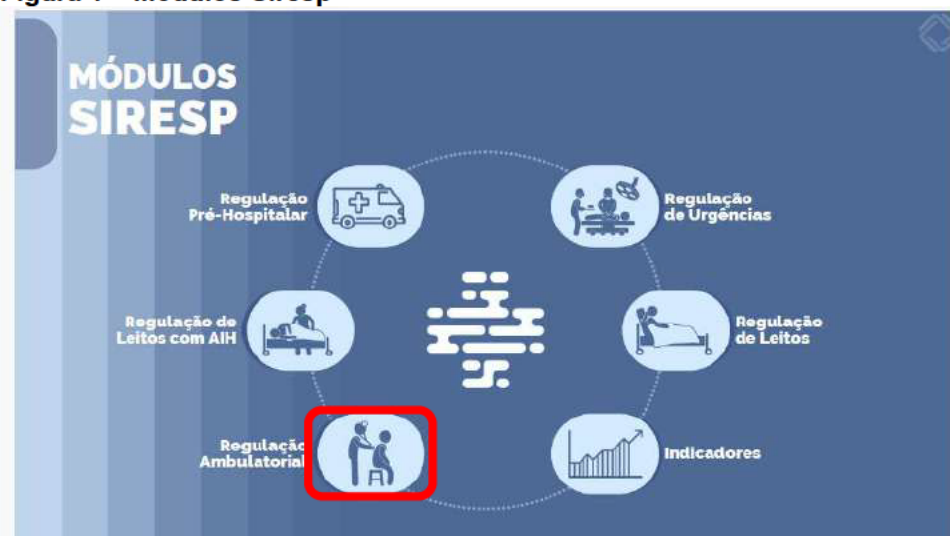 MÓDULOS
SIRESP
Regulação
Pré-Hospitalar
Regulação
de Urgências
Regulação de
Leitos com AIH
Regulação
de Leitos
Regulação
Ambulatorial
Indicadores